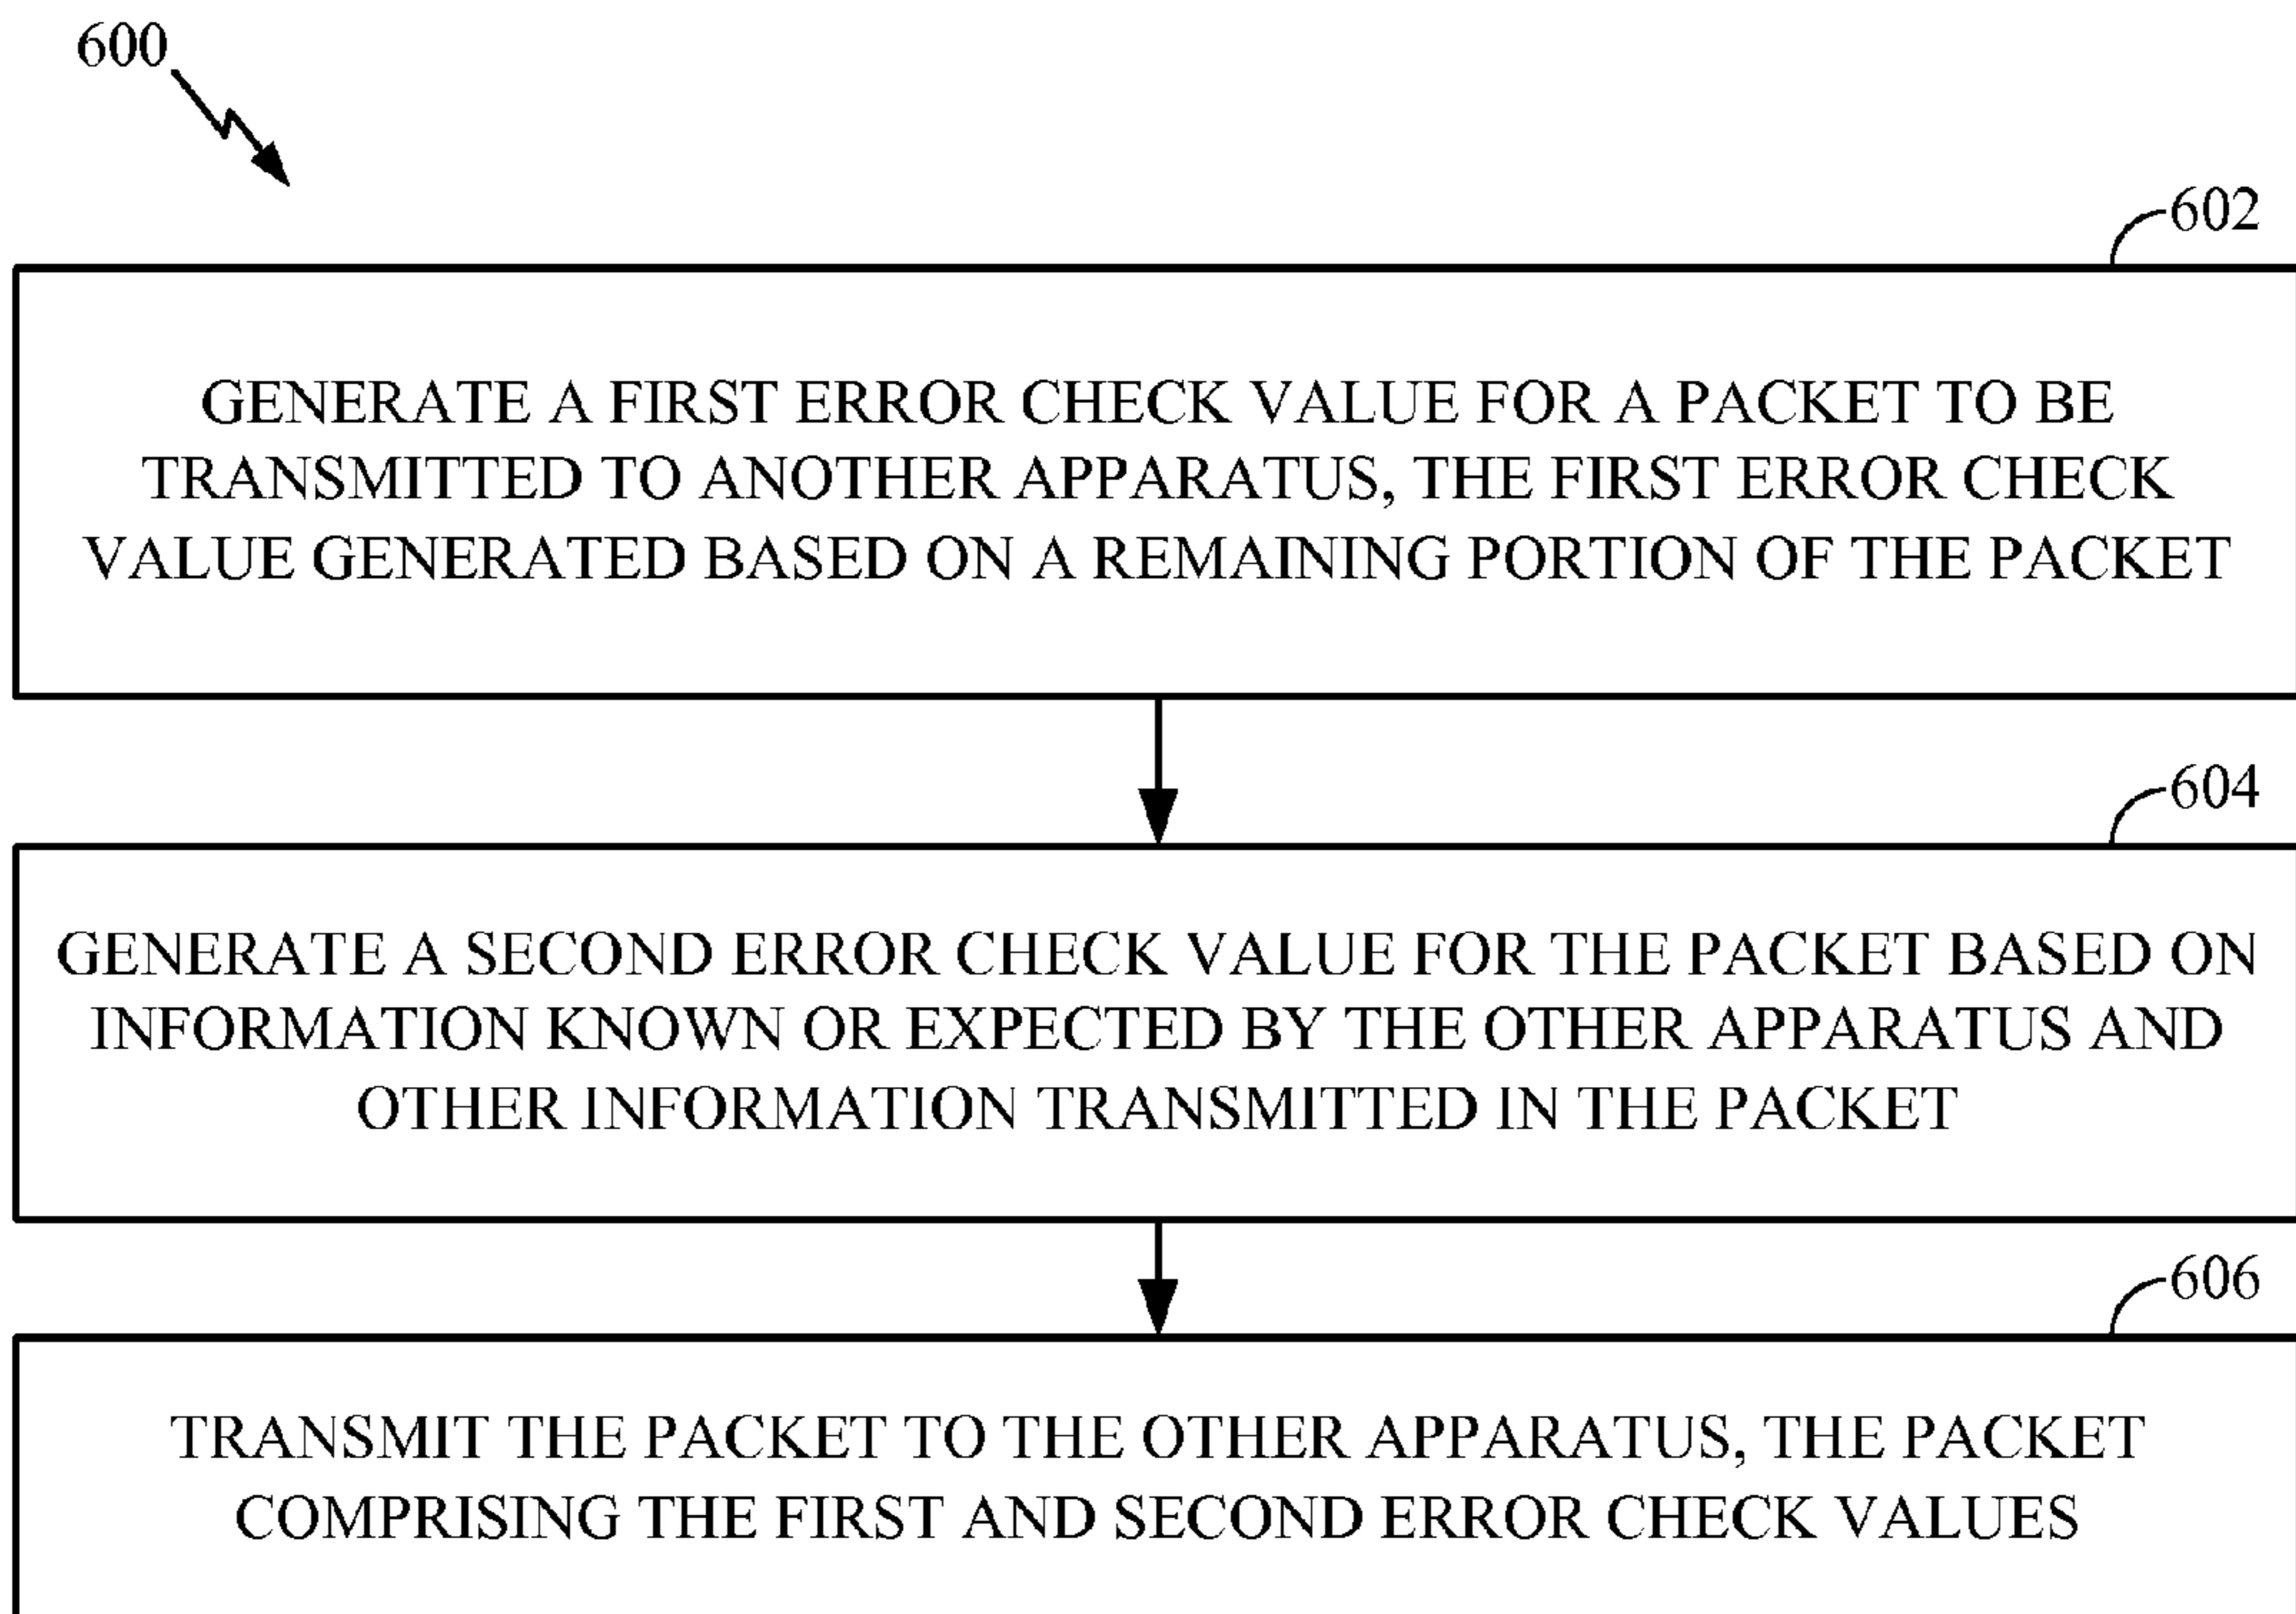 600
602
GENERATE A FIRST ERROR CHECK VALUE FOR A PACKET TO BE
TRANSMITTED TO ANOTHER APPARATUS, THE FIRST ERROR CHECK
VALUE GENERATED BASED ON A REMAINING PORTION OF THE PACKET
604
GENERATE A SECOND ERROR CHECK VALUE FOR THE PACKET BASED ON
INFORMATION KNOWN OR EXPECTED BY THE OTHER APPARATUS AND
OTHER INFORMATION TRANSMITTED IN THE PACKET
606
TRANSMIT THE PACKET TO THE OTHER APPARATUS, THE PACKET
COMPRISING THE FIRST AND SECOND ERROR CHECK VALUES